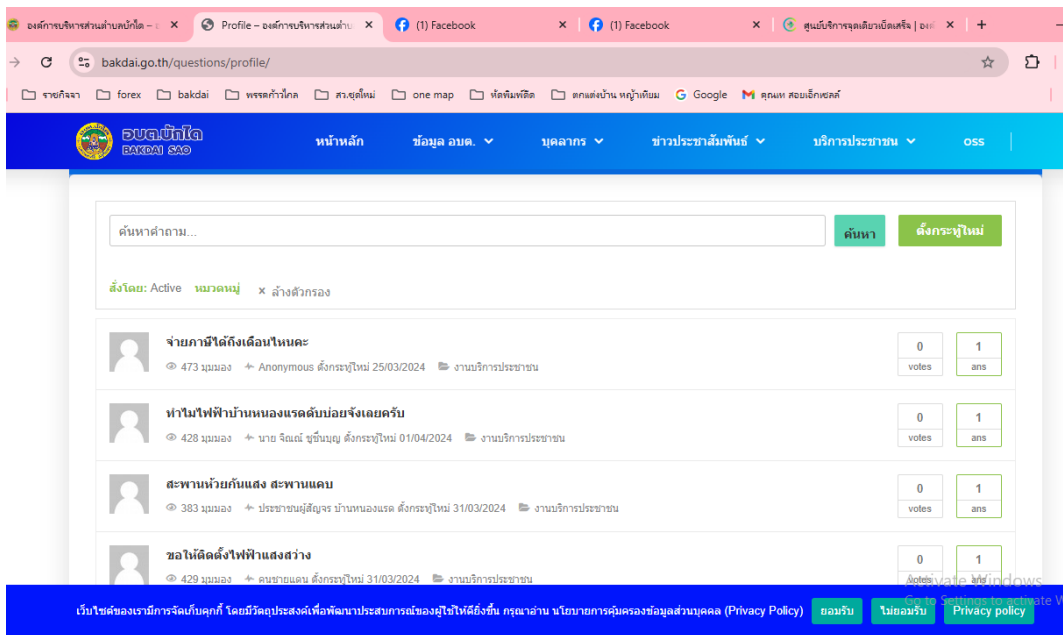 องค์การบริหารส่วนตำบลบักได – Profile – องค์การบริหารส่วนตำบ (1) Facebook (1) Facebook ศูนย์บริการจุดเดียวเบ็ดเสร็จ | องค์
bakdai.go.th/questions/profile/
ราชกิจจา forex bakdai พรรคก้าวไกล สว.ชุดใหม่ one map หัดพิมพ์ดีด ตกแต่งบ้าน หญ้าเทียม Google คุณเท สอนเอ็กเซลล์
อบต.บักได หน้าหลัก ข้อมูล อบต. บุคลากร ข่าวประชาสัมพันธ์ บริการประชาชน OSS
BAKDAI SAO
ค้นหาคำถาม... ค้นหา ตั้งกระทู้ใหม่
สั่งโดย: Active หมวดหมู่ × ล้างตัวกรอง
จ่ายภาษีได้ถึงเดือนไหนคะ 0 1
473 มุมมอง Anonymous ตั้งกระทู้ใหม่ 25/03/2024 งานบริการประชาชน votes ans
ทำไมไฟฟ้าบ้านหนองแรดดับบ่อยจังเลยครับ 0 1
428 มุมมอง นาย จิณณ์ ชูชื่นบุญ ตั้งกระทู้ใหม่ 01/04/2024 งานบริการประชาชน votes ans
สะพานห้วยกันแสง สะพานแคบ 0 1
383 มุมมอง ประชาชนผู้สัญจร บ้านหนองแรด ตั้งกระทู้ใหม่ 31/03/2024 งานบริการประชาชน votes ans
ขอให้ติดตั้งไฟฟ้าแสงสว่าง 0 1
429 มุมมอง คนชายแดน ตั้งกระทู้ใหม่ 31/03/2024 งานบริการประชาชน votes ans
Activate Windows
Go to Settings to activate W
เว็บไซต์ของเรามีการจัดเก็บคุกกี้ โดยมีวัตถุประสงค์เพื่อพัฒนาประสบการณ์ของผู้ใช้ให้ดียิ่งขึ้น กรุณาอ่าน นโยบายการคุ้มครองข้อมูลส่วนบุคคล (Privacy Policy) ยอมรับ ไม่ยอมรับ Privacy policy